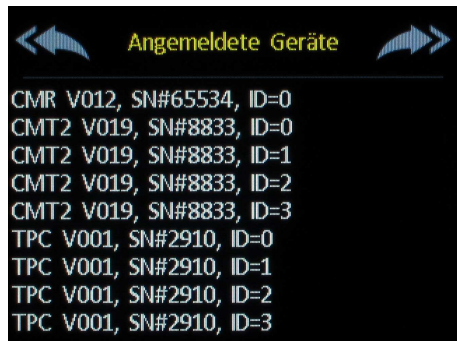 Angemeldete Geräte
CMR V012, SN#65534, ID=0
CMT2 V019, SN#8833, ID=0
CMT2 V019, SN#8833, ID=1
CMT2 V019, SN#8833, ID=2
CMT2 V019, SN#8833, ID=3
TPC V001, SN#2910, ID=0
TPC V001, SN#2910, ID=1
TPC V001, SN#2910, ID=2
TPC V001, SN#2910, ID=3